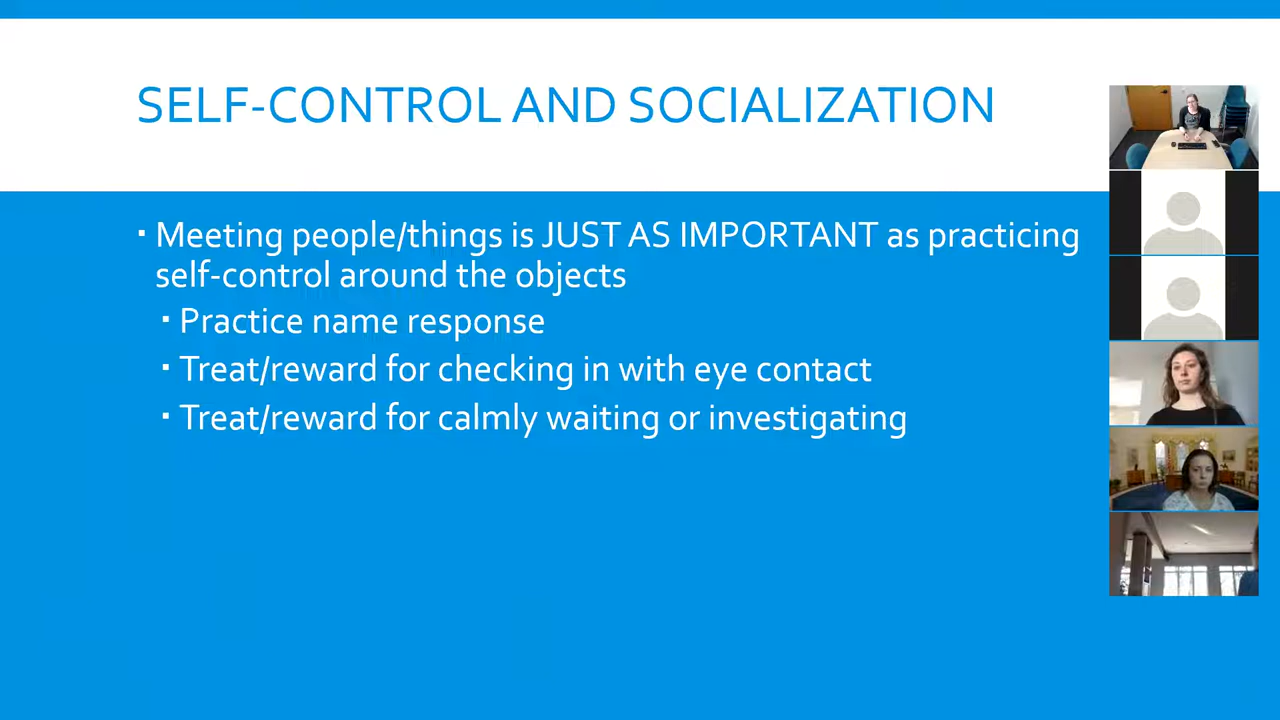 SELF-CONTROL AND SOCIALIZATION
▪ Meeting people/things is JUST AS IMPORTANT as practicing
self-control around the objects
▪ Practice name response
▪ Treat/reward for checking in with eye contact
▪ Treat/reward for calmly waiting or investigating